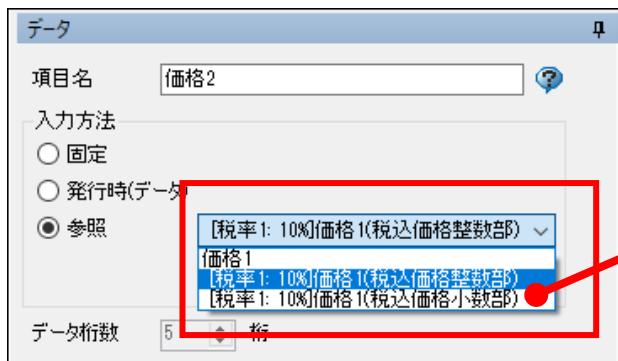 データ
項目名 価格2
入力方法
固定
発行時(データ)
参照 [税率1: 10%]価格1(税込価格整数部)
価格1
[税率1: 10%]価格1(税込価格整数部)
[税率1: 10%]価格1(税込価格小数部)
データ桁数 5 桁